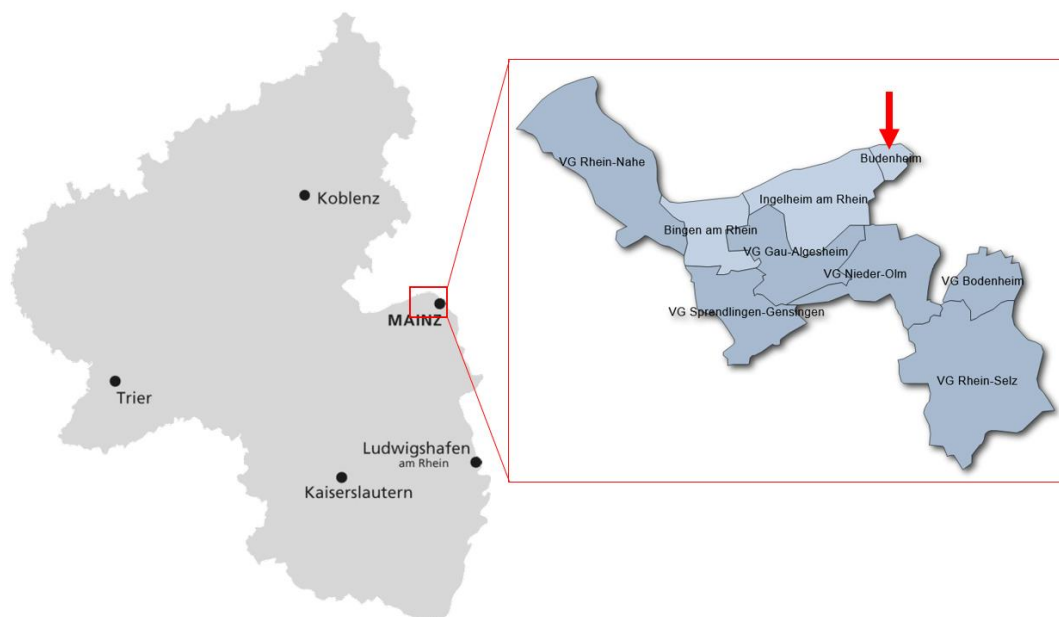 Koblenz
MAINZ
Trier
Ludwigshafen
am Rhein
Kaiserslautern
VG Rhein-Nahe
Budenheim
Ingelheim am Rhein
Bingen am Rhein
VG Gau-Algesheim
VG Nieder-Olm
VG Bodenheim
VG Sprendlingen-Gensingen
VG Rhein-Selz